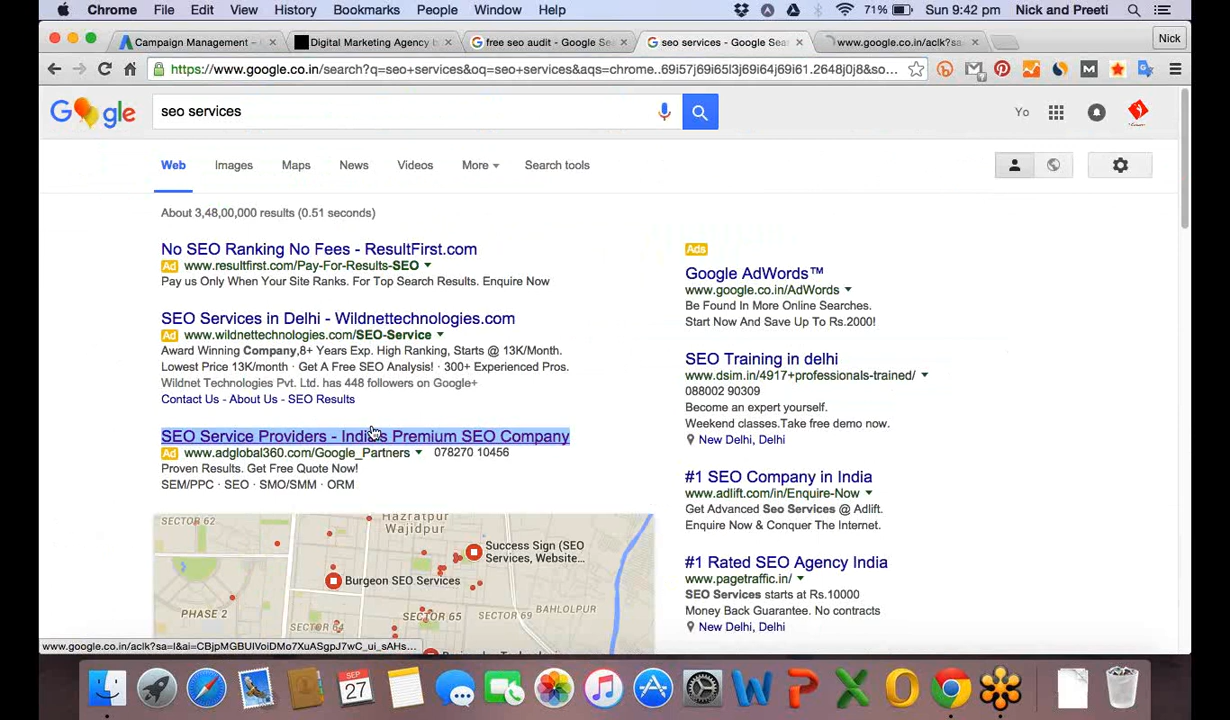 Chrome File Edit View History Bookmarks People Window Help 71% Sun 9:42 pm Nick and Preeti
Campaign Management – Digital Marketing Agency b free seo audit - Google Sea seo services - Google Sea www.google.co.in/aclk?sa= Nick
https://www.google.co.in/search?q=seo+services&oq=seo+services&aqs=chrome..69i57j69i65l3j69i64j69i61.2648j0j8&so...
Google seo services Yo
Web Images Maps News Videos More Search tools
About 3,48,00,000 results (0.51 seconds)
No SEO Ranking No Fees - ResultFirst.com
Ad www.resultfirst.com/Pay-For-Results-SEO
Pay us Only When Your Site Ranks. For Top Search Results. Enquire Now
SEO Services in Delhi - Wildnettechnologies.com
Ad www.wildnettechnologies.com/SEO-Service
Award Winning Company,8+ Years Exp. High Ranking, Starts @ 13K/Month.
Lowest Price 13K/month · Get A Free SEO Analysis! · 300+ Experienced Pros.
Wildnet Technologies Pvt. Ltd. has 448 followers on Google+
Contact Us - About Us - SEO Results
SEO Service Providers - India's Premium SEO Company
Ad www.adglobal360.com/Google_Partners 078270 10456
Proven Results. Get Free Quote Now!
SEM/PPC · SEO · SMO/SMM · ORM
SECTOR 62
Hazratpur
Wajidpur
Success Sign (SEO
Services, Website...
Burgeon SEO Services
PHASE 2
SECTOR 65
SECTOR 69
BAHLOLPUR
SECTOR 64
Ads
Google AdWords™
www.google.co.in/AdWords
Be Found In More Online Searches.
Start Now And Save Up To Rs.2000!
SEO Training in delhi
www.dsim.in/4917+professionals-trained/
088002 90309
Become an expert yourself.
Weekend classes.Take free demo now.
New Delhi, Delhi
#1 SEO Company in India
www.adlift.com/in/Enquire-Now
Get Advanced Seo Services @ Adlift.
Enquire Now & Conquer The Internet.
#1 Rated SEO Agency India
www.pagetraffic.in/
SEO Services starts at Rs.10000
Money Back Guarantee. No contracts
New Delhi, Delhi
www.google.co.in/aclk?sa=l&ai=CBjpMGBUIVoiDMo7XuASgpJ7wC_ui_sAHs...
SEP
27